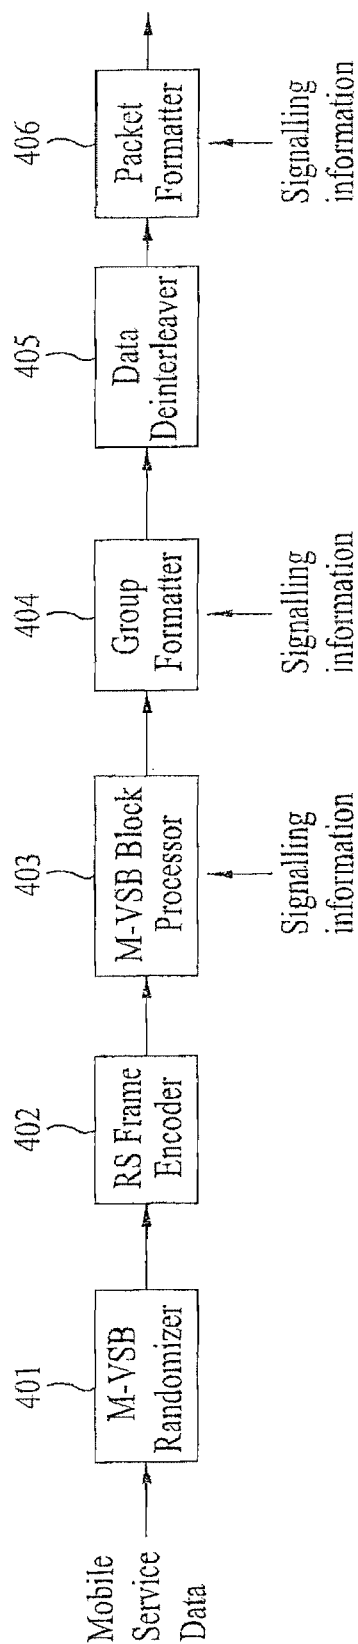 Mobile
Service
Data
401
M-VSB
Randomizer
402
RS Frame
Encoder
403
M-VSB Block
Processor
Signalling
information
404
Group
Formatter
Signalling
information
405
Data
Deinterleaver
406
Packet
Formatter
Signalling
information